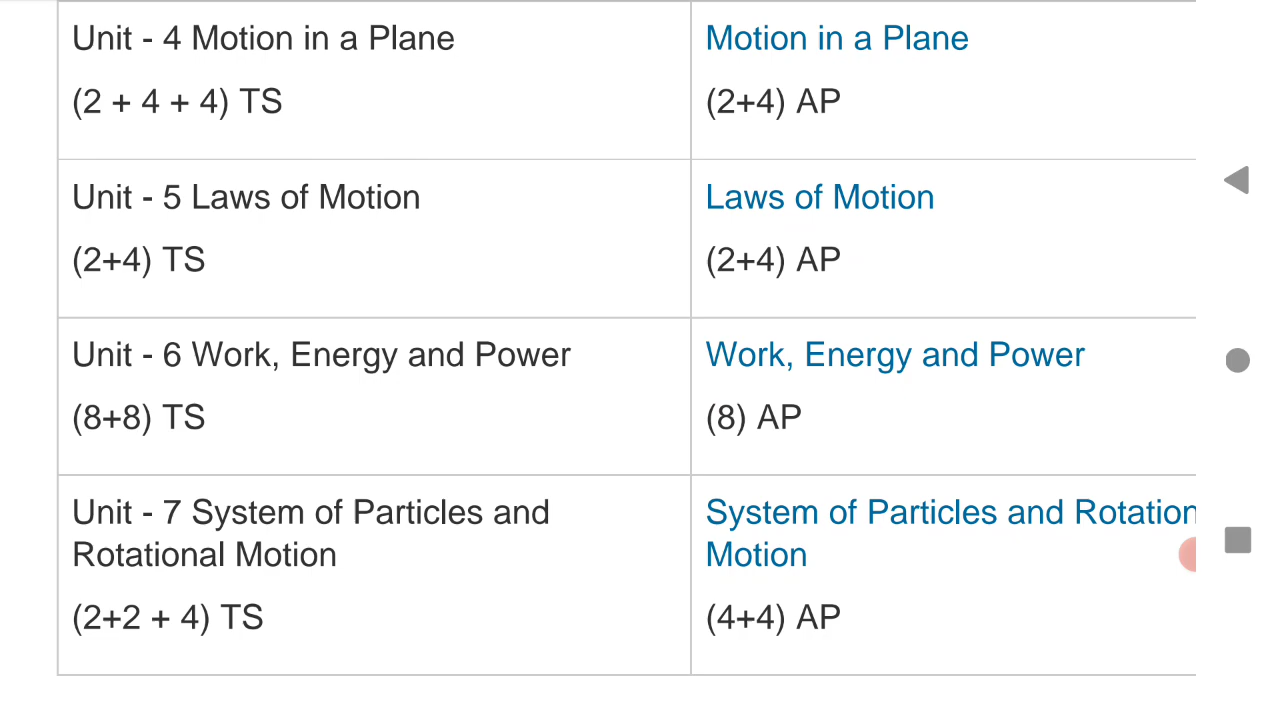 Unit - 4 Motion in a Plane
(2 + 4 + 4) TS
Motion in a Plane
(2+4) AP
Unit - 5 Laws of Motion
(2+4) TS
Laws of Motion
(2+4) AP
Unit - 6 Work, Energy and Power
(8+8) TS
Work, Energy and Power
(8) AP
Unit - 7 System of Particles and
Rotational Motion
(2+2 + 4) TS
System of Particles and Rotation
Motion
(4+4) AP